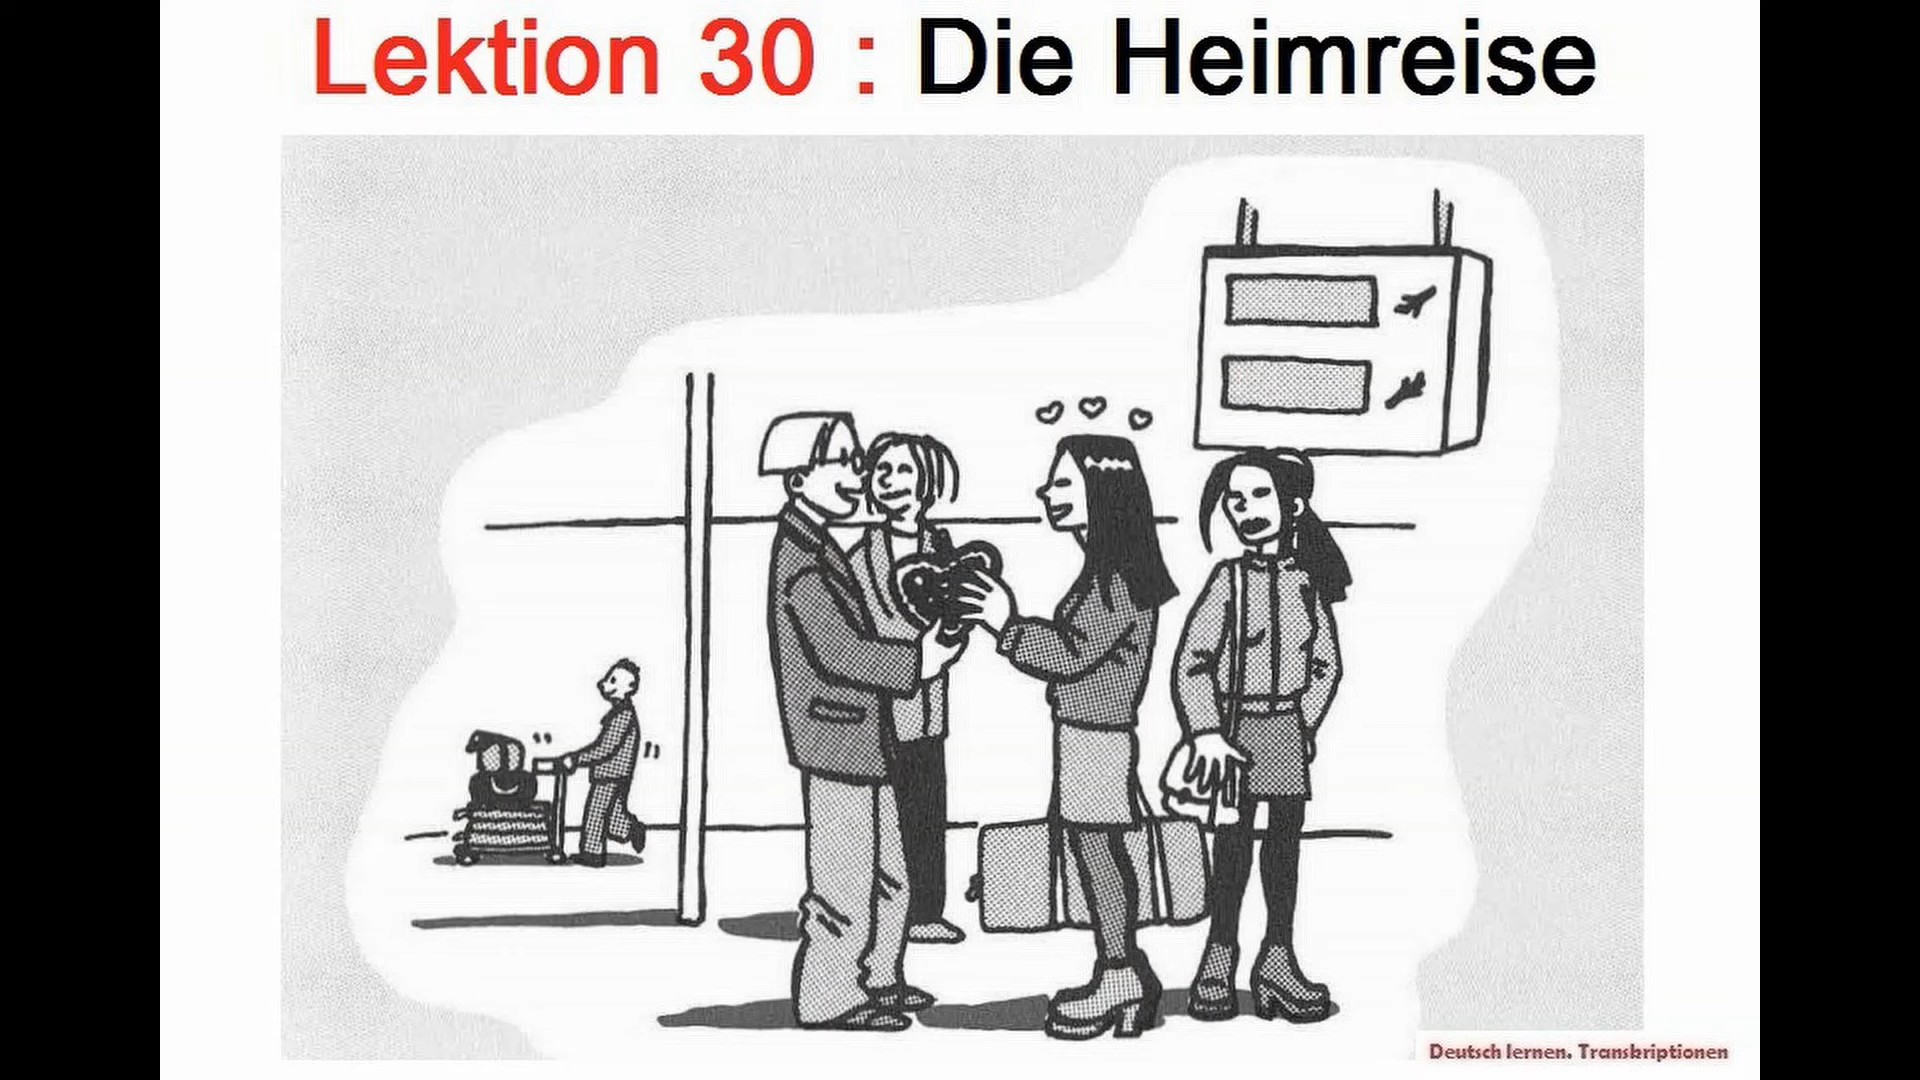 Lektion 30 : Die Heimreise
Deutsch lernen. Transkriptionen